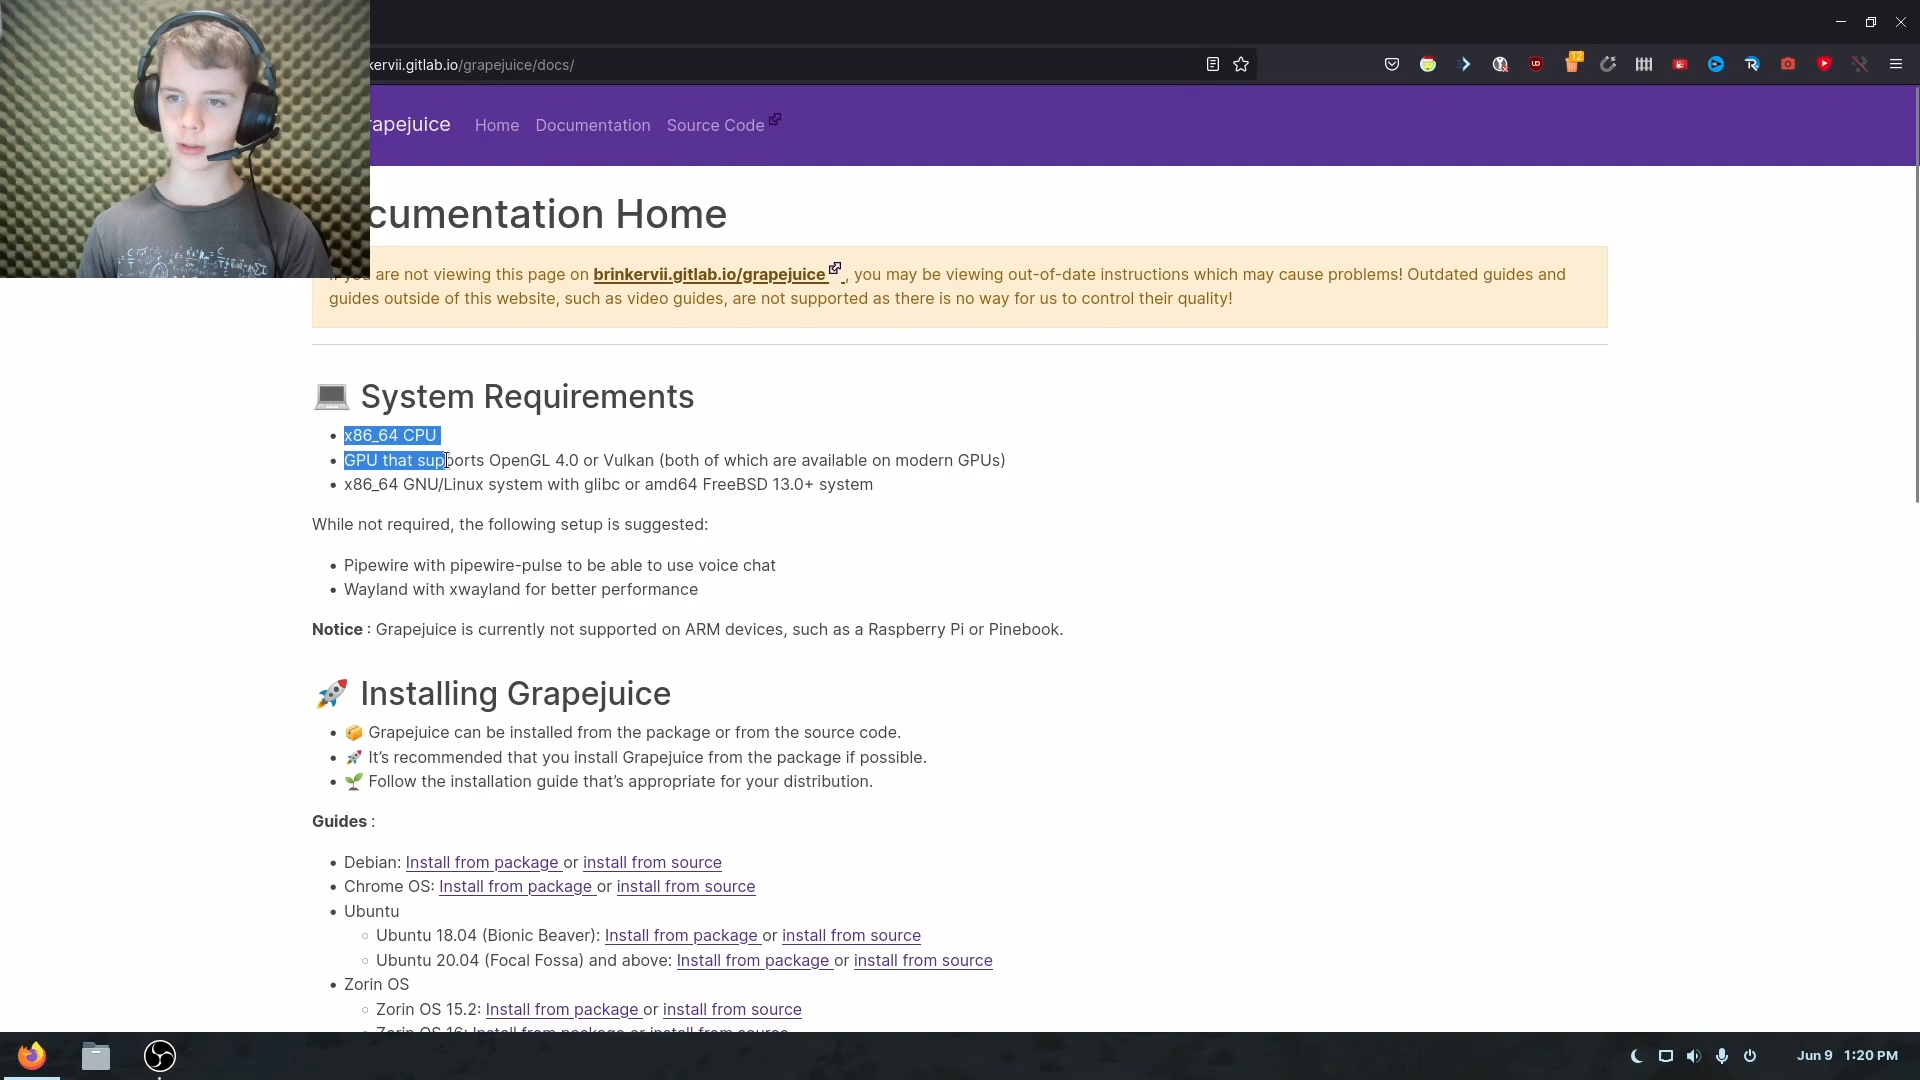 kervii.gitlab.io/grapejuice/docs/
12
rapejuice Home Documentation Source Code
cumentation Home
you are not viewing this page on brinkervii.gitlab.io/grapejuice , you may be viewing out-of-date instructions which may cause problems! Outdated guides and
guides outside of this website, such as video guides, are not supported as there is no way for us to control their quality!
💻 System Requirements
• x86_64 CPU
• GPU that supports OpenGL 4.0 or Vulkan (both of which are available on modern GPUs)
• x86_64 GNU/Linux system with glibc or amd64 FreeBSD 13.0+ system
While not required, the following setup is suggested:
• Pipewire with pipewire-pulse to be able to use voice chat
• Wayland with xwayland for better performance
Notice : Grapejuice is currently not supported on ARM devices, such as a Raspberry Pi or Pinebook.
🚀 Installing Grapejuice
• 📦 Grapejuice can be installed from the package or from the source code.
• 🚀 It’s recommended that you install Grapejuice from the package if possible.
• 🌱 Follow the installation guide that’s appropriate for your distribution.
Guides :
• Debian: Install from package or install from source
• Chrome OS: Install from package or install from source
• Ubuntu
◦ Ubuntu 18.04 (Bionic Beaver): Install from package or install from source
◦ Ubuntu 20.04 (Focal Fossa) and above: Install from package or install from source
• Zorin OS
◦ Zorin OS 15.2: Install from package or install from source
◦ Zorin OS 16: Install from package or install from source
Jun 9 1:20 PM